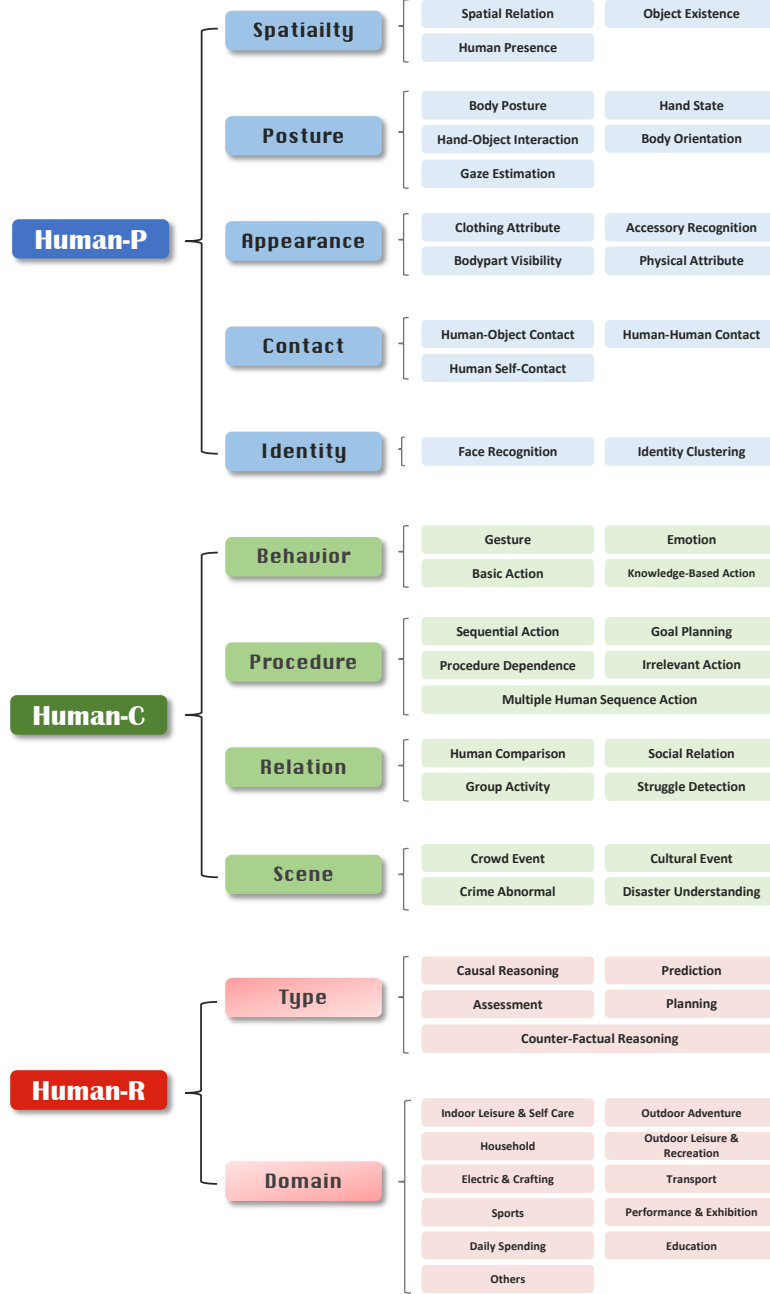 Human-P
Spatiailty
Spatial Relation
Object Existence
Human Presence
Posture
Body Posture
Hand State
Hand-Object Interaction
Body Orientation
Gaze Estimation
Appearance
Clothing Attribute
Accessory Recognition
Bodypart Visibility
Physical Attribute
Contact
Human-Object Contact
Human-Human Contact
Human Self-Contact
Identity
Face Recognition
Identity Clustering
Human-C
Behavior
Gesture
Emotion
Basic Action
Knowledge-Based Action
Procedure
Sequential Action
Goal Planning
Procedure Dependence
Irrelevant Action
Multiple Human Sequence Action
Relation
Human Comparison
Social Relation
Group Activity
Struggle Detection
Scene
Crowd Event
Cultural Event
Crime Abnormal
Disaster Understanding
Human-R
Type
Causal Reasoning
Prediction
Assessment
Planning
Counter-Factual Reasoning
Domain
Indoor Leisure & Self Care
Outdoor Adventure
Household
Outdoor Leisure &
Recreation
Electric & Crafting
Transport
Sports
Performance & Exhibition
Daily Spending
Education
Others